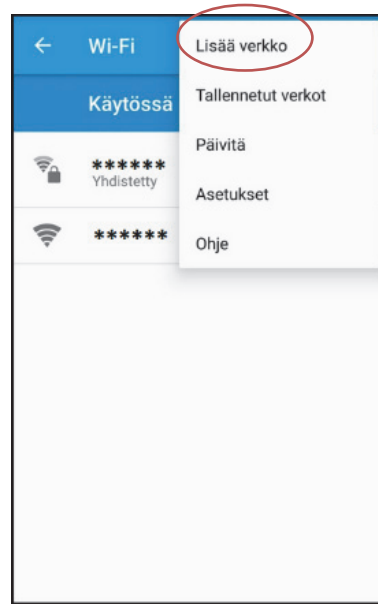 Wi-Fi
Käytössä
******
Yhdistetty
******
Lisää verkko
Tallennetut verkot
Päivitä
Asetukset
Ohje